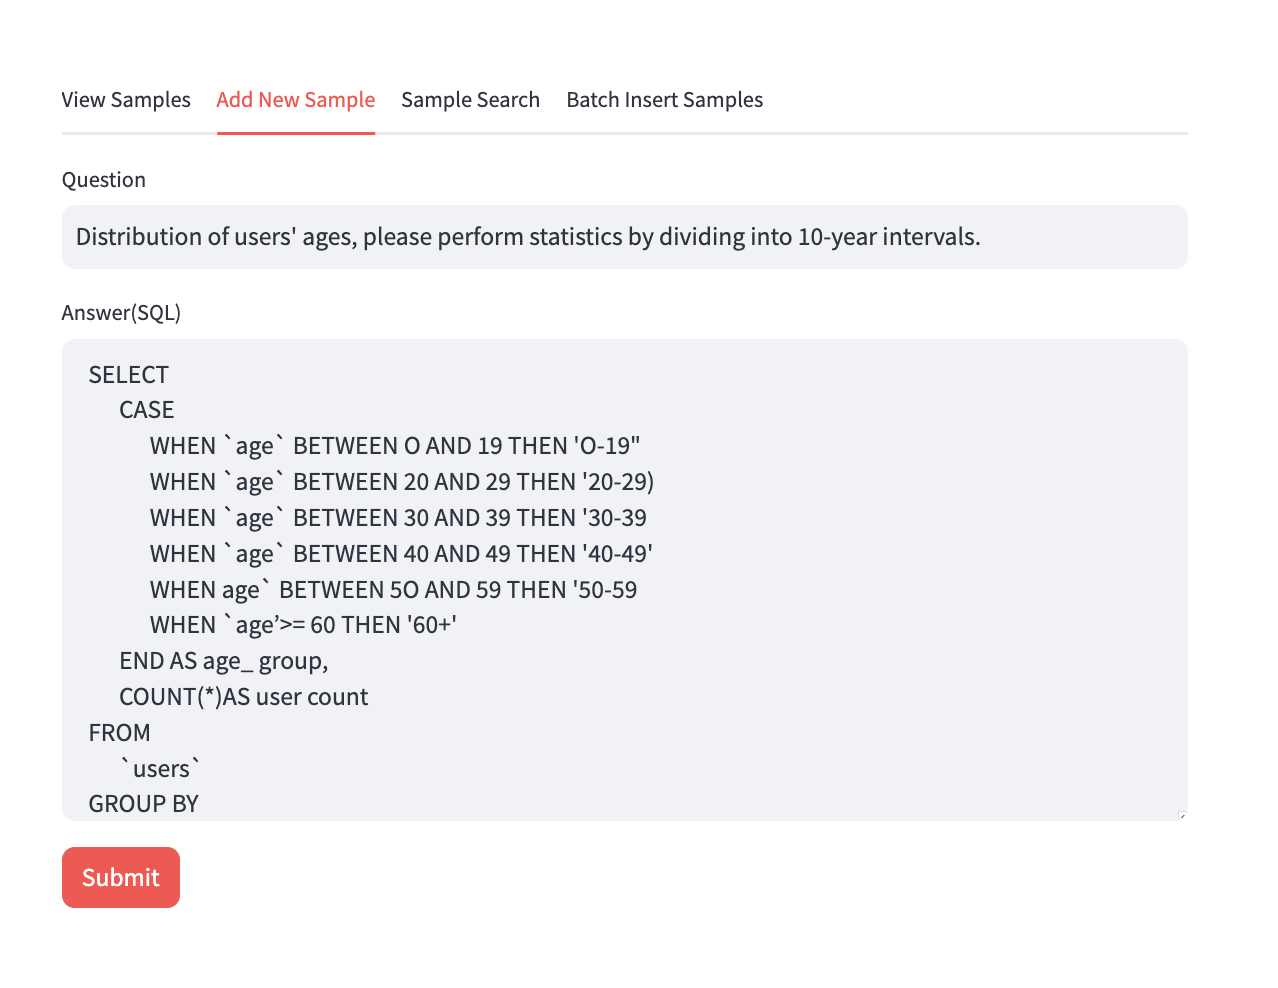 View Samples Add New Sample Sample Search Batch Insert Samples
Question
Distribution of users' ages, please perform statistics by dividing into 10-year intervals.
Answer(SQL)
SELECT
CASE
WHEN `age` BETWEEN O AND 19 THEN 'O-19"
WHEN `age` BETWEEN 20 AND 29 THEN '20-29)
WHEN `age` BETWEEN 30 AND 39 THEN '30-39
WHEN `age` BETWEEN 40 AND 49 THEN '40-49'
WHEN age` BETWEEN 5O AND 59 THEN '50-59
WHEN `age’>= 60 THEN '60+'
END AS age_ group,
COUNT(*)AS user count
FROM
`users`
GROUP BY
Submit